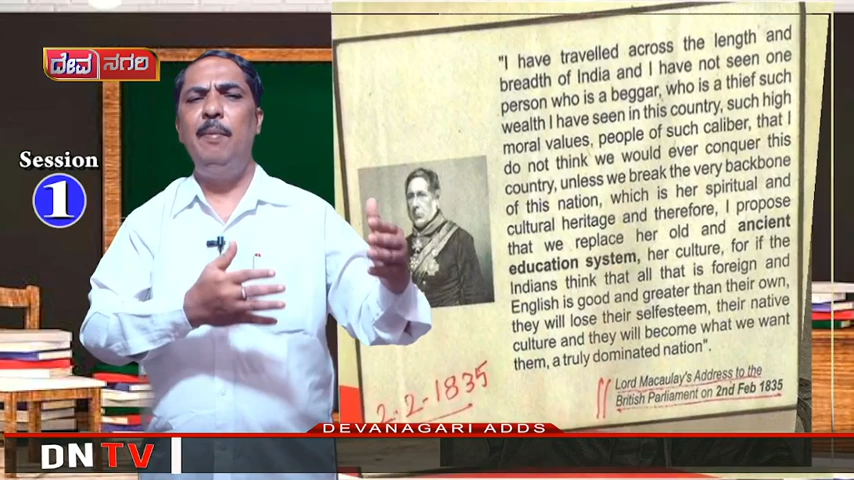 ದೇವ ನಗರಿ
Session
1
"I have travelled across the length and
breadth of India and I have not seen one
person who is a beggar, who is a thief such
wealth I have seen in this country, such high
moral values, people of such caliber, that I
do not think we would ever conquer this
country, unless we break the very backbone
of this nation, which is her spiritual and
cultural heritage and therefore, I propose
that we replace her old and ancient
education system, her culture, for if the
Indians think that all that is foreign and
English is good and greater than their own,
they will lose their selfesteem, their native
culture and they will become what we want
them, a truly dominated nation".
Lord Macaulay's Address to the
British Parliament on 2nd Feb 1835
2-2-1835
DEVANAGARI ADDS
DNTV